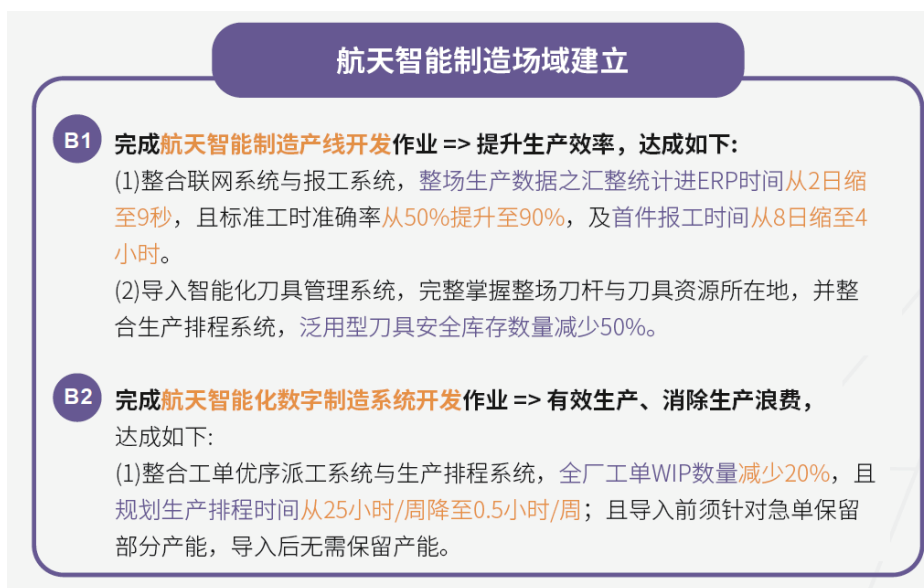 航天智能制造场域建立
B1 完成航天智能制造产线开发作业 => 提升生产效率，达成如下:
(1)整合联网系统与报工系统，整场生产数据之汇整统计进ERP时间从2日缩
至9秒，且标准工时准确率从50%提升至90%，及首件报工时间从8日缩至4
小时。
(2)导入智能化刀具管理系统，完整掌握整场刀杆与刀具资源所在地，并整
合生产排程系统，泛用型刀具安全库存数量减少50%。
B2 完成航天智能化数字制造系统开发作业 => 有效生产、消除生产浪费，
达成如下:
(1)整合工单优序派工系统与生产排程系统，全厂工单WIP数量减少20%，且
规划生产排程时间从25小时/周降至0.5小时/周；且导入前须针对急单保留
部分产能，导入后无需保留产能。